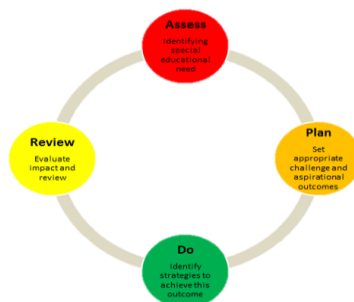 Assess
Identifying
special
educational
need
Plan
Set
appropriate
challenge and
aspirational
outcomes
Do
Identify
strategies to
achieve this
outcome
Review
Evaluate
impact and
review